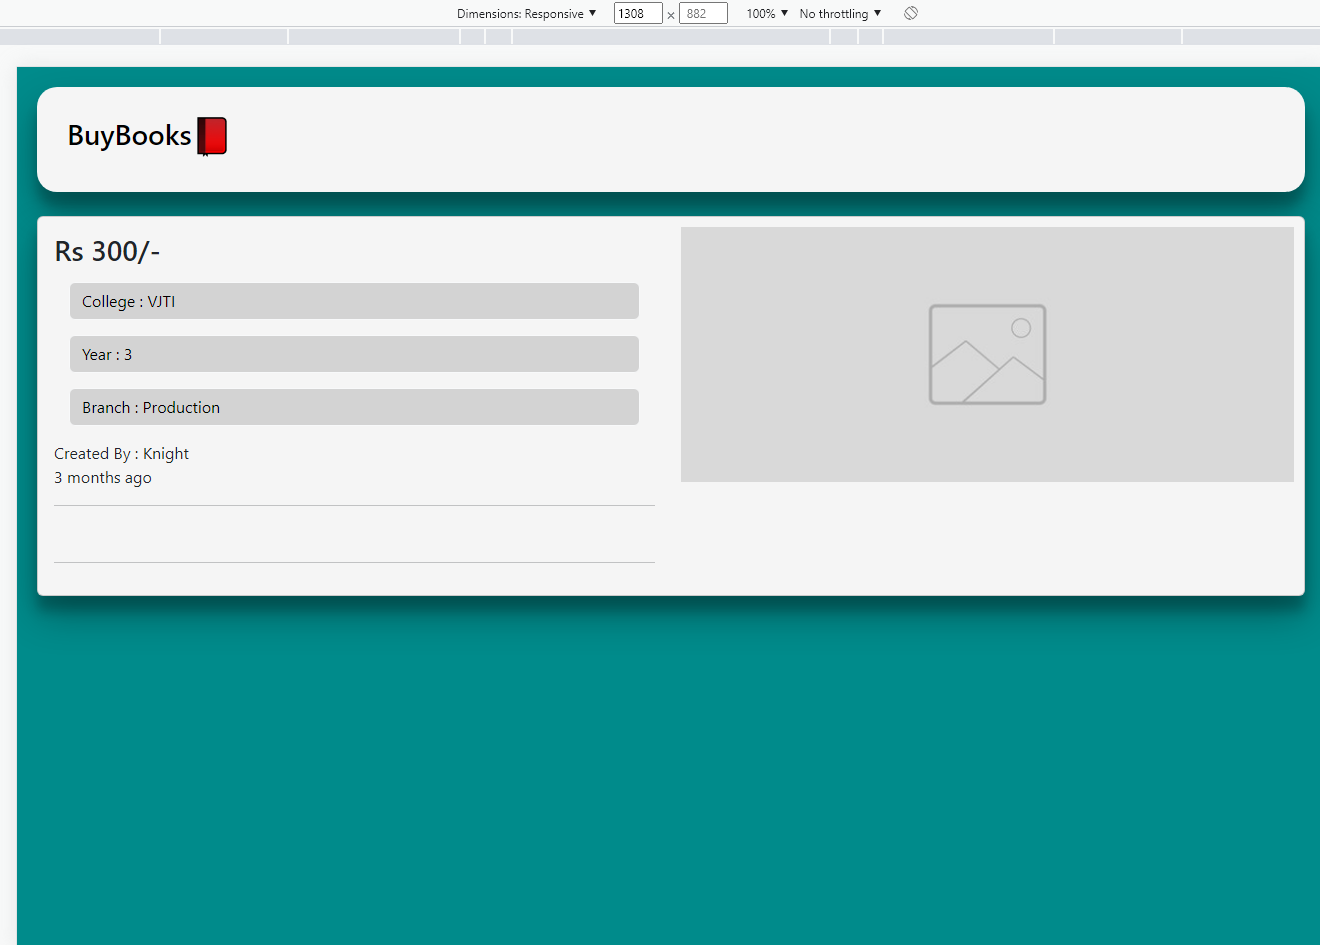 Dimensions: Responsive ▼ 1308 × 882 100% ▼ No throttling ▼
BuyBooks
Rs 300/-
College : VJTI
Year : 3
Branch : Production
Created By : Knight
3 months ago